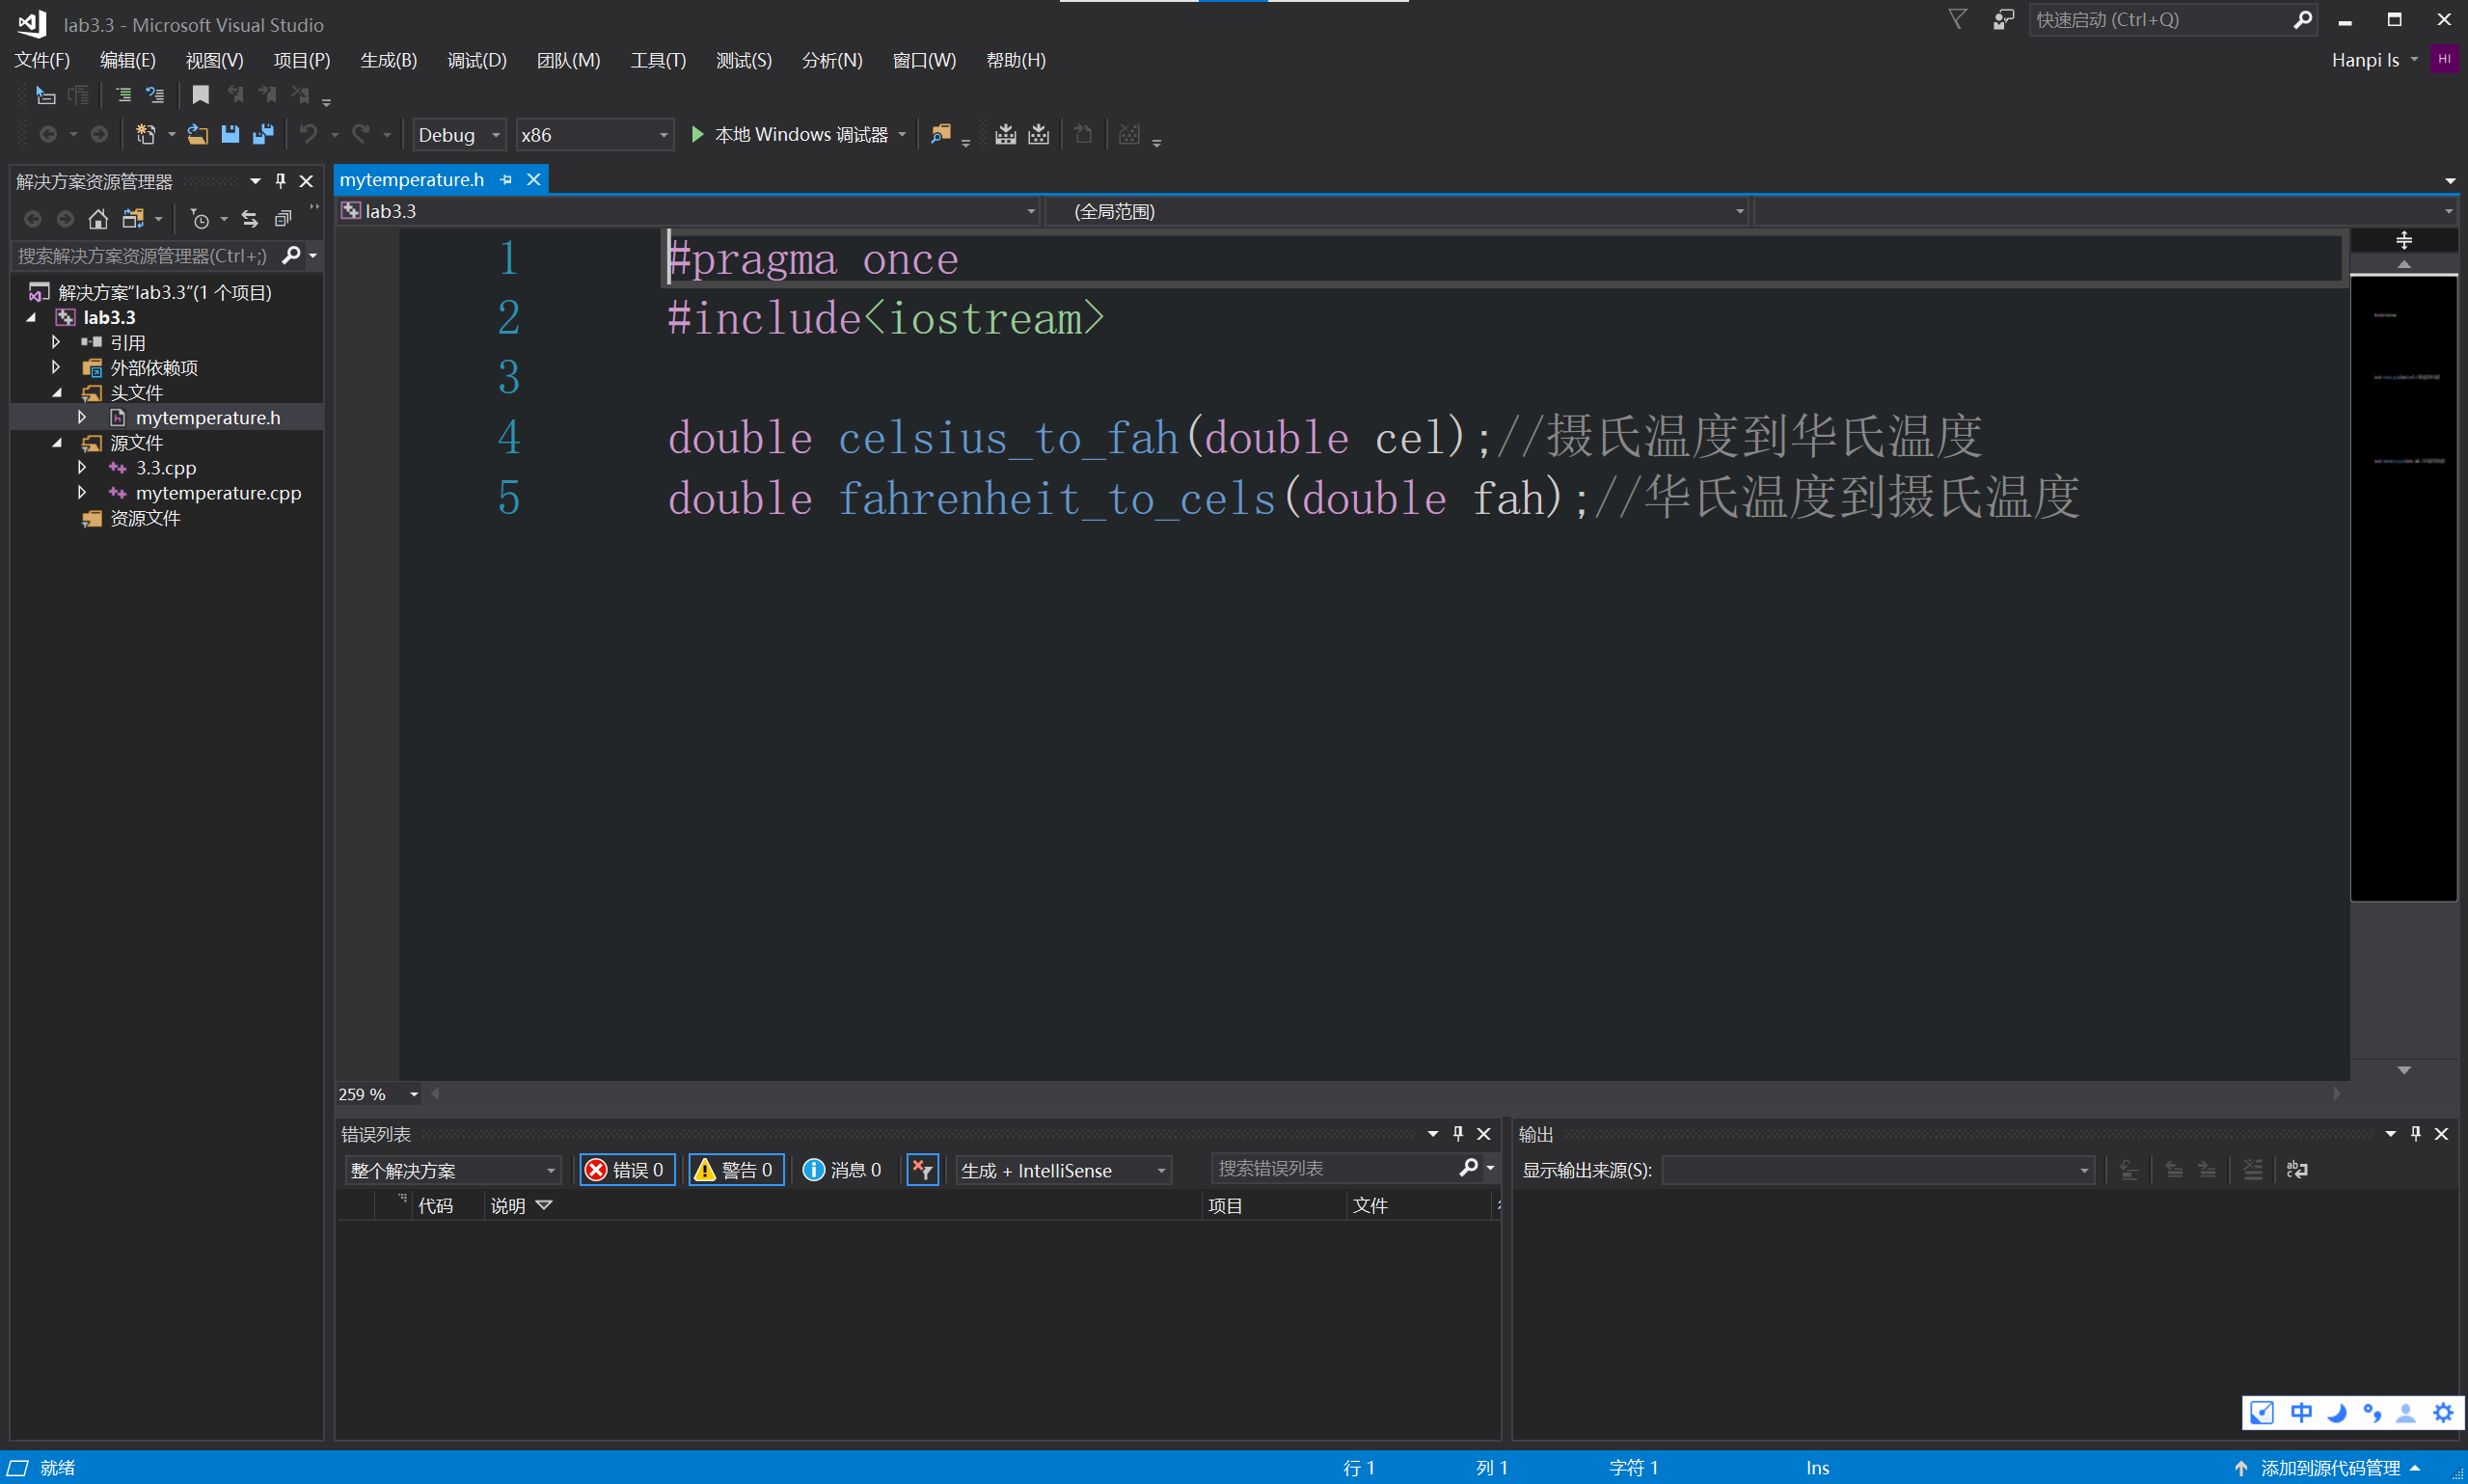 lab3.3 - Microsoft Visual Studio
快速启动 (Ctrl+Q)
文件(F) 编辑(E) 视图(V) 项目(P) 生成(B) 调试(D) 团队(M) 工具(T) 测试(S) 分析(N) 窗口(W) 帮助(H)
Hanpi Is HI
Debug x86 本地 Windows 调试器
解决方案资源管理器
搜索解决方案资源管理器(Ctrl+;)
解决方案"lab3.3"(1 个项目)
lab3.3
引用
外部依赖项
头文件
mytemperature.h
源文件
3.3.cpp
mytemperature.cpp
资源文件
mytemperature.h
lab3.3 (全局范围)
1 #pragma once
2 #include<iostream>
3
4 double celsius_to_fah(double cel);//摄氏温度到华氏温度
5 double fahrenheit_to_cels(double fah);//华氏温度到摄氏温度
259 %
错误列表
整个解决方案 错误 0 警告 0 消息 0 生成 + IntelliSense 搜索错误列表
代码 说明 项目 文件
输出
显示输出来源(S):
中
就绪 行 1 列 1 字符 1 Ins 添加到源代码管理